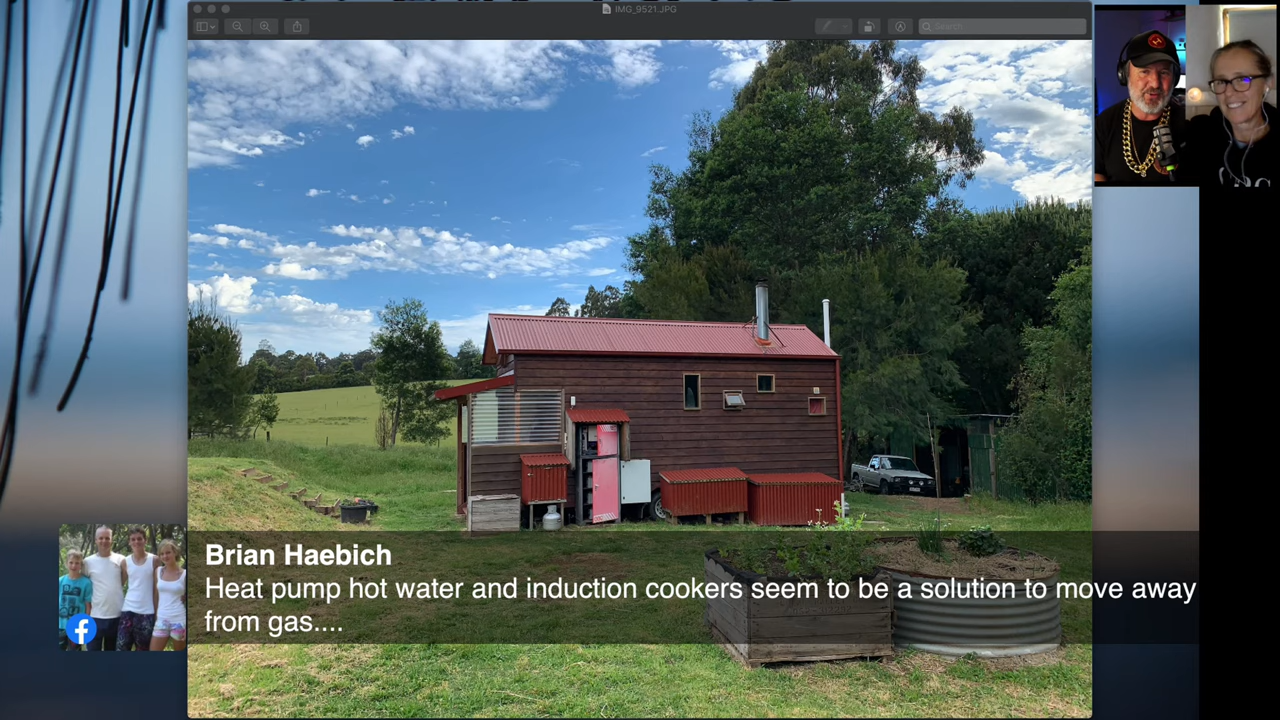 IMG_9521.JPG
Search
Brian Haebich
Heat pump hot water and induction cookers seem to be a solution to move away
from gas....